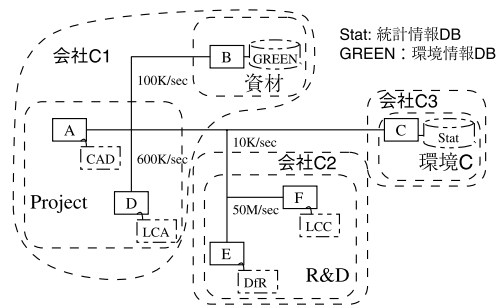 会社C1
B
GREEN
資材
100K/sec
Stat: 統計情報DB
GREEN：環境情報DB
会社C3
C
Stat
環境C
A
CAD
600K/sec
10K/sec
会社C2
Project
D
LCA
50M/sec
F
LCC
E
DfR
R&D